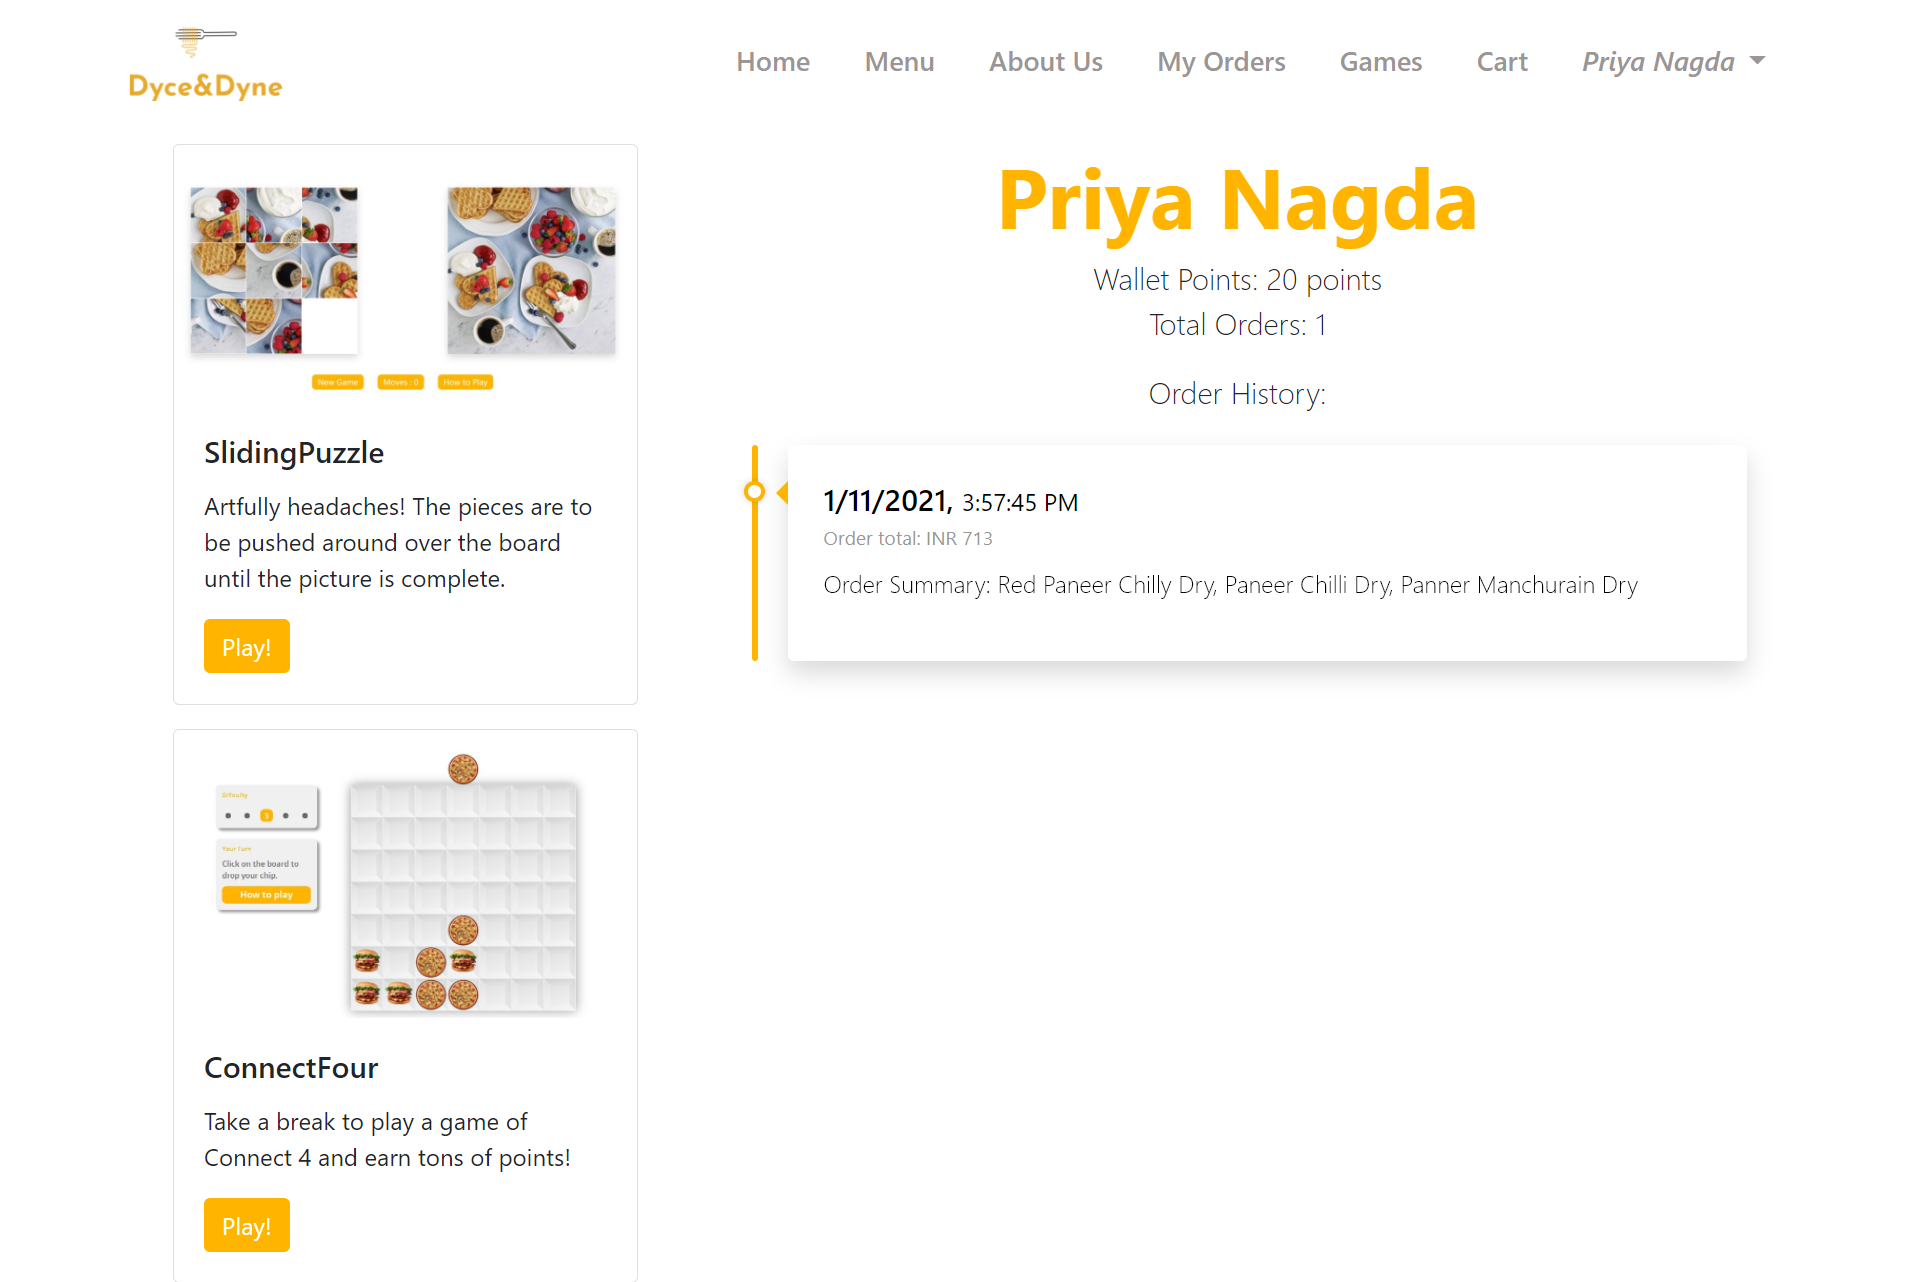 Dyce&Dyne
Home
Menu
About Us
My Orders
Games
Cart
Priya Nagda
New Game
Moves : 0
How to Play
SlidingPuzzle
Artfully headaches! The pieces are to
be pushed around over the board
until the picture is complete.
Play!
Difficulty
3
Your Turn
Click on the board to
drop your chip.
How to play
ConnectFour
Take a break to play a game of
Connect 4 and earn tons of points!
Play!
Priya Nagda
Wallet Points: 20 points
Total Orders: 1
Order History:
1/11/2021, 3:57:45 PM
Order total: INR 713
Order Summary: Red Paneer Chilly Dry, Paneer Chilli Dry, Panner Manchurain Dry